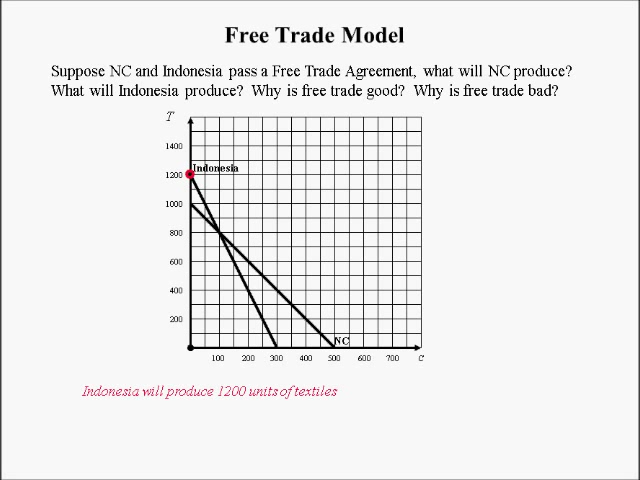 Free Trade Model
Suppose NC and Indonesia pass a Free Trade Agreement, what will NC produce?
What will Indonesia produce? Why is free trade good? Why is free trade bad?
T
1400
Indonesia
1200
1000
800
600
400
200
NC
100 200 300 400 500 600 700 C
Indonesia will produce 1200 units of textiles